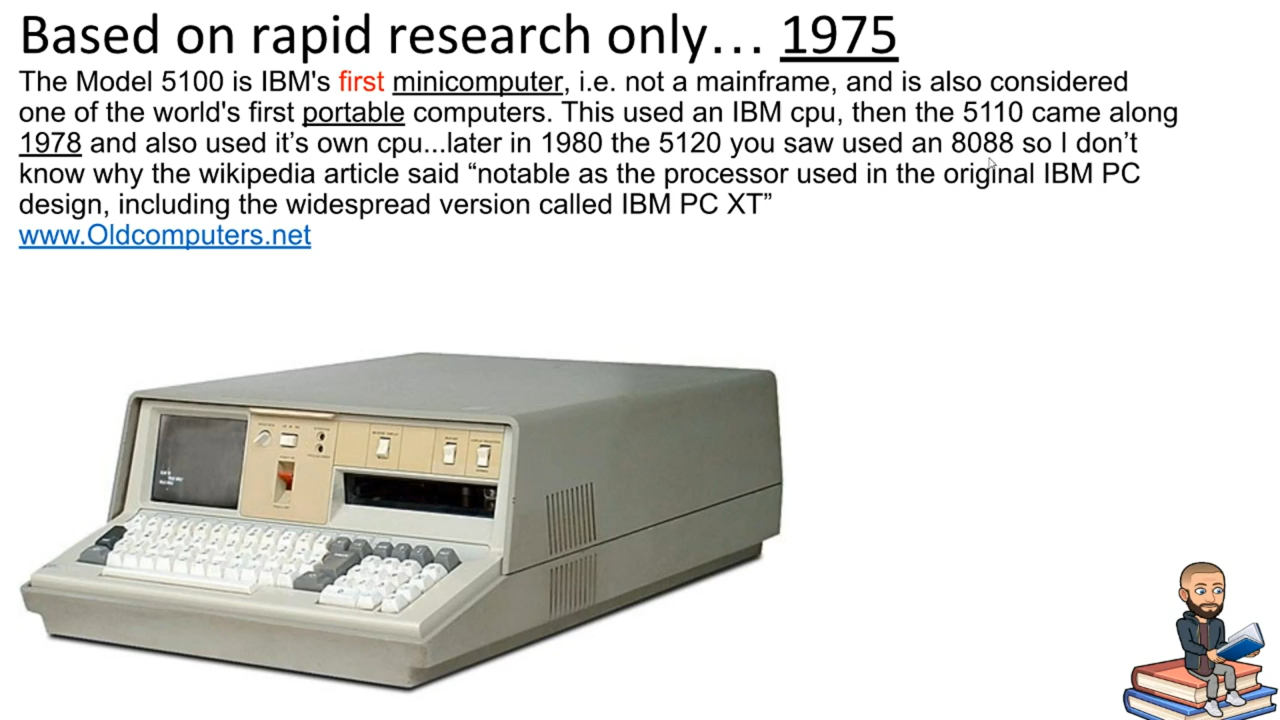 Based on rapid research only… 1975
The Model 5100 is IBM's first minicomputer, i.e. not a mainframe, and is also considered
one of the world's first portable computers. This used an IBM cpu, then the 5110 came along
1978 and also used it’s own cpu...later in 1980 the 5120 you saw used an 8088 so I don’t
know why the wikipedia article said “notable as the processor used in the original IBM PC
design, including the widespread version called IBM PC XT”
www.Oldcomputers.net